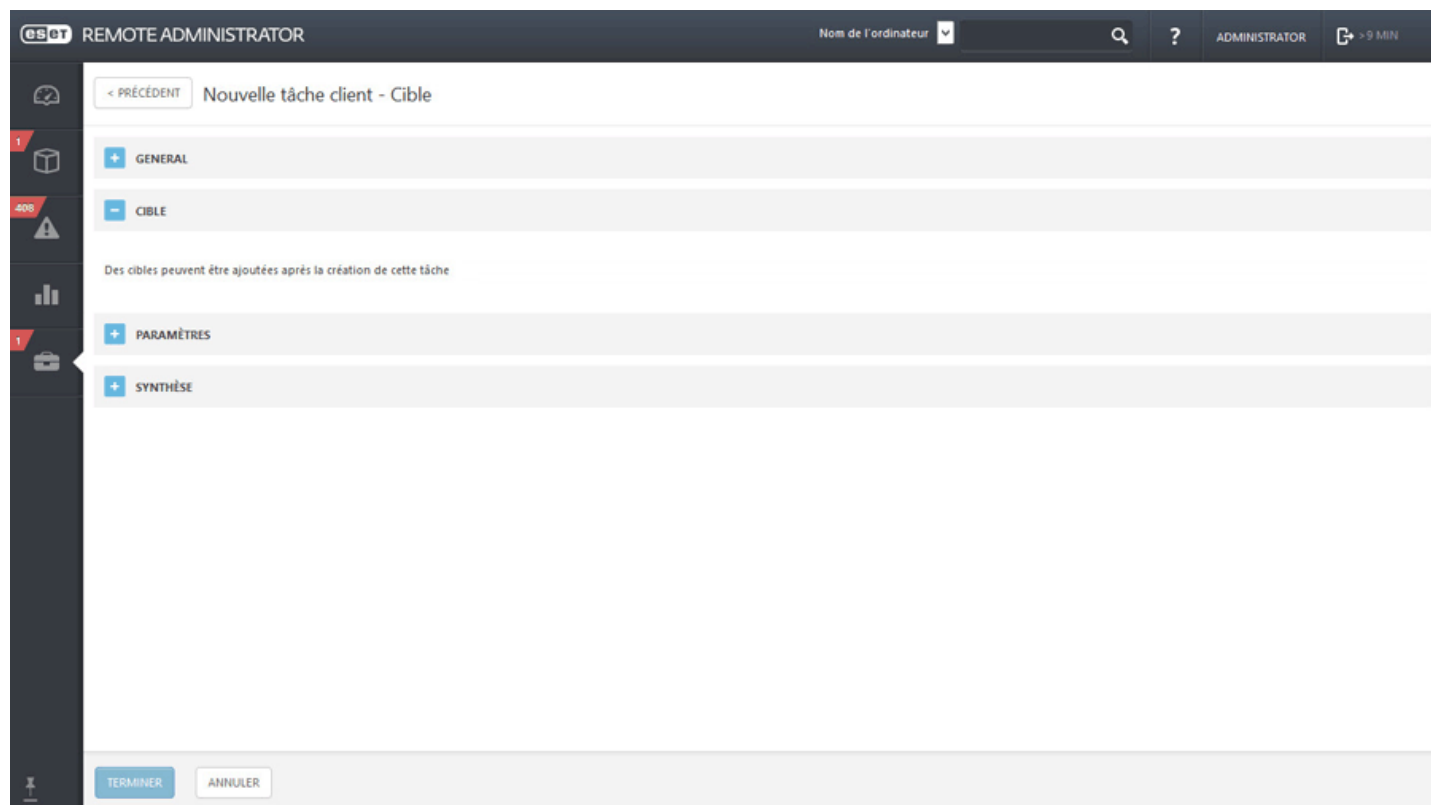 eset REMOTE ADMINISTRATOR
Nom de l'ordinateur
? ADMINISTRATOR >9 MIN
< PRÉCÉDENT Nouvelle tâche client - Cible
1
+ GENERAL
408
− CIBLE
Des cibles peuvent être ajoutées après la création de cette tâche
1
+ PARAMÈTRES
+ SYNTHÈSE
TERMINER ANNULER